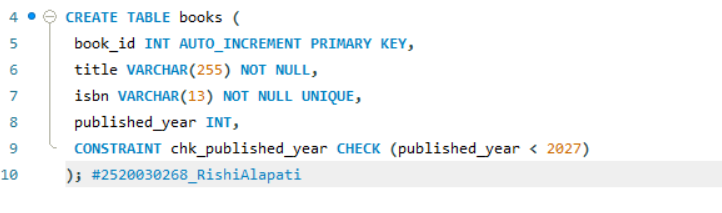 4 CREATE TABLE books (
5 book_id INT AUTO_INCREMENT PRIMARY KEY,
6 title VARCHAR(255) NOT NULL,
7 isbn VARCHAR(13) NOT NULL UNIQUE,
8 published_year INT,
9 CONSTRAINT chk_published_year CHECK (published_year < 2027)
10 ); #2520030268_RishiAlapati